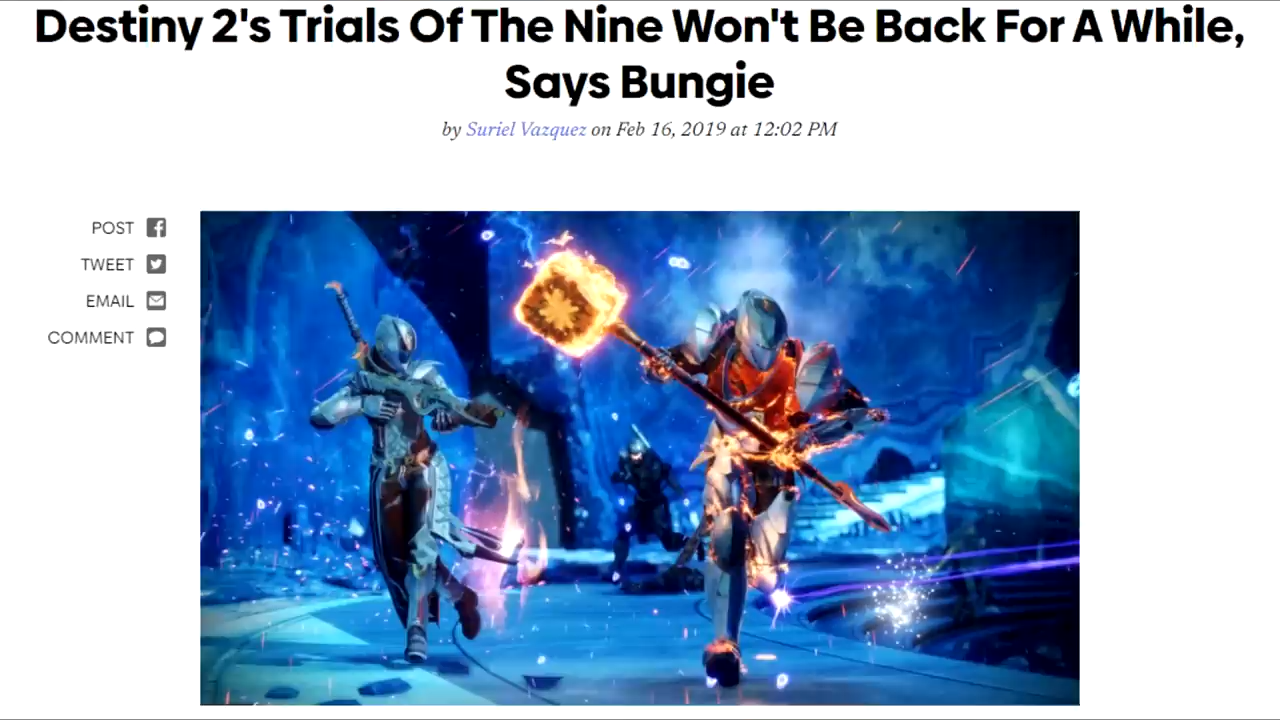 Destiny 2's Trials Of The Nine Won't Be Back For A While,
Says Bungie
by Suriel Vazquez on Feb 16, 2019 at 12:02 PM
POST
TWEET
EMAIL
COMMENT